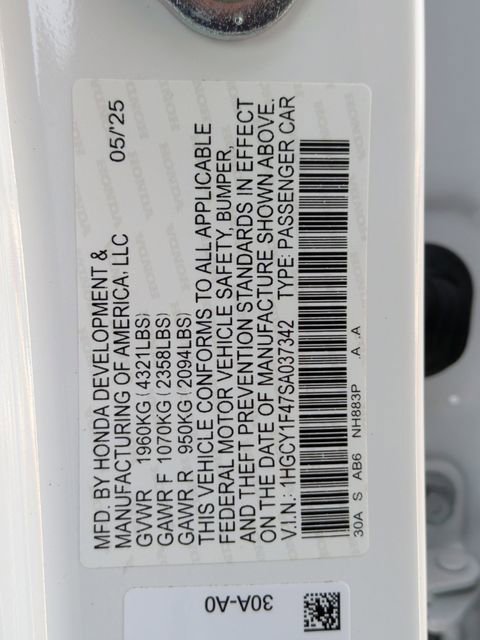 MFD. BY HONDA DEVELOPMENT &
MANUFACTURING OF AMERICA, LLC 05/'25
GVWR 1960KG (4321LBS)
GAWR F 1070KG (2358LBS)
GAWR R 950KG (2094LBS)
THIS VEHICLE CONFORMS TO ALL APPLICABLE
FEDERAL MOTOR VEHICLE SAFETY, BUMPER,
AND THEFT PREVENTION STANDARDS IN EFFECT
ON THE DATE OF MANUFACTURE SHOWN ABOVE.
V.I.N.: 1HGCY1F47SA037342 TYPE: PASSENGER CAR
30A S AB6 NH883P .A .A
30A-A0